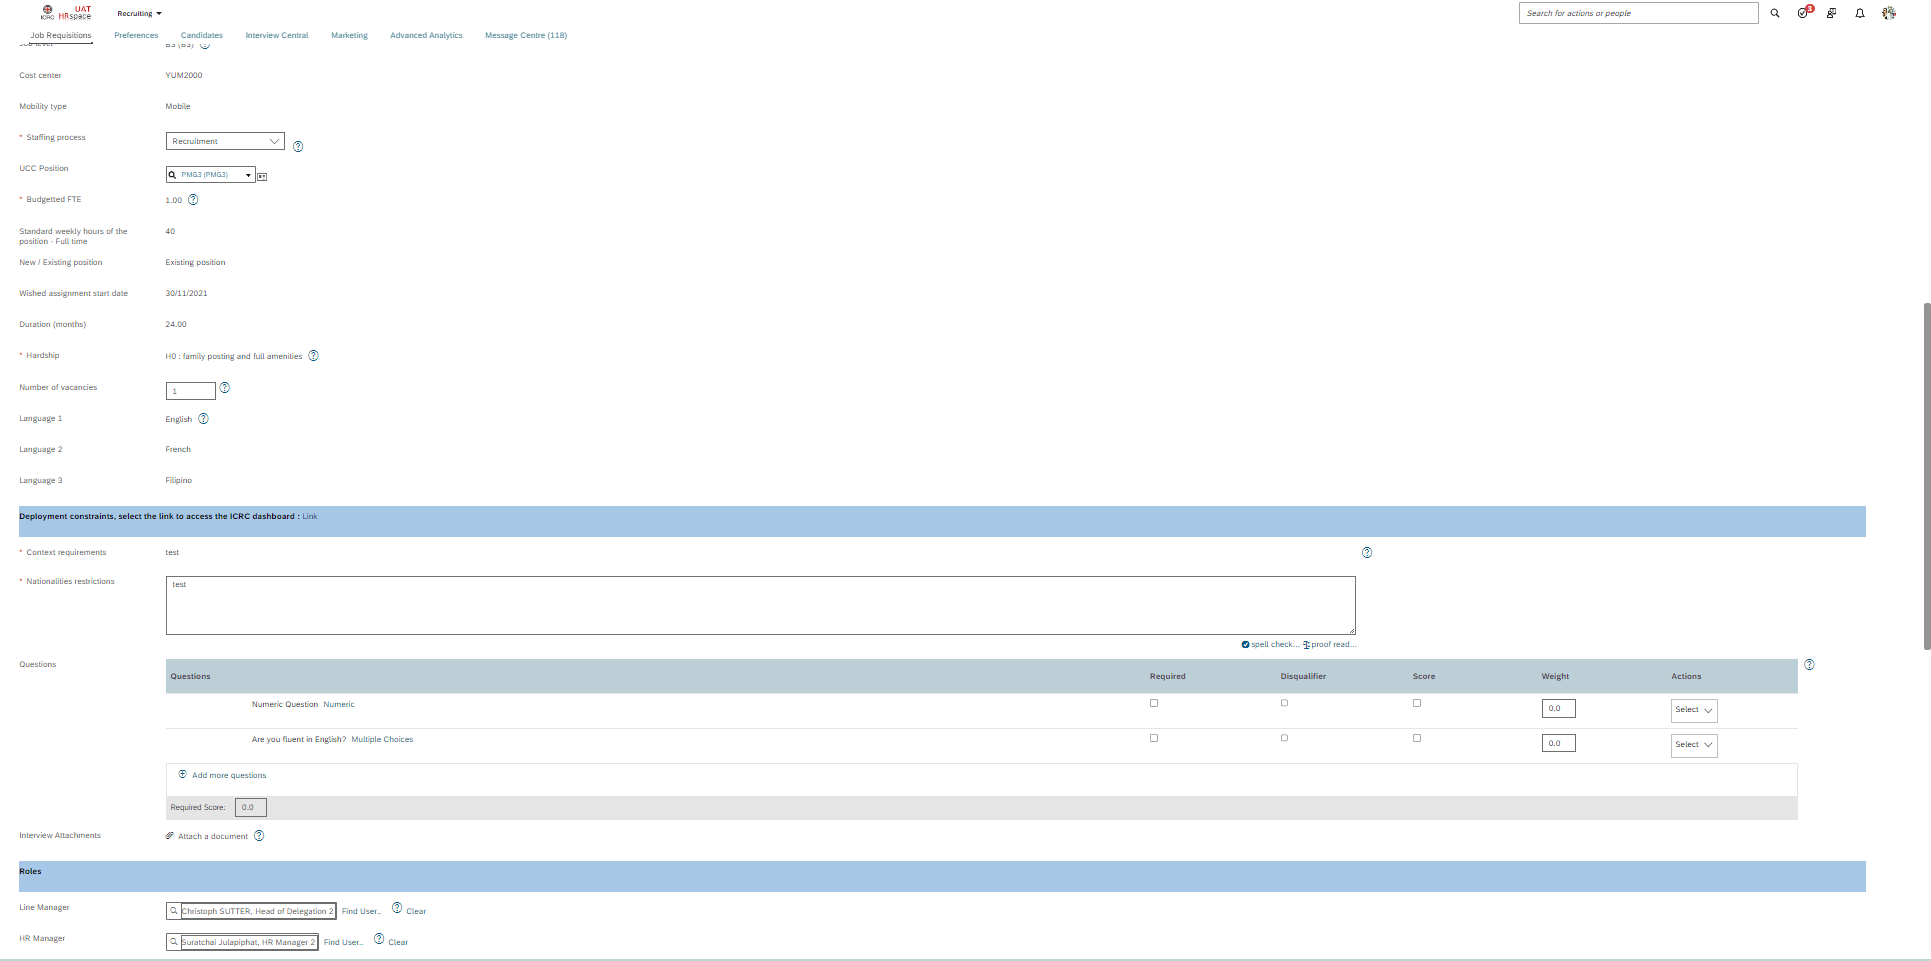 UAT
ICRC HRspace
Recruiting
Search for actions or people
3
Job Requisitions
Preferences
Candidates
Interview Central
Marketing
Advanced Analytics
Message Centre (118)
Job level
B3 (B3)
Cost center
YUM2000
Mobility type
Mobile
* Staffing process
Recruitment
UCC Position
PMG3 (PMG3)
* Budgetted FTE
1.00
Standard weekly hours of the
position - Full time
40
New / Existing position
Existing position
Wished assignment start date
30/11/2021
Duration (months)
24.00
* Hardship
H0 : family posting and full amenities
Number of vacancies
1
Language 1
English
Language 2
French
Language 3
Filipino
Deployment constraints, select the link to access the ICRC dashboard : Link
* Context requirements
test
* Nationalities restrictions
test
spell check... proof read...
Questions
Questions
Required
Disqualifier
Score
Weight
Actions
Numeric Question Numeric
0.0
Select
Are you fluent in English? Multiple Choices
0.0
Select
Add more questions
Required Score: 0.0
Interview Attachments
Attach a document
Roles
Line Manager
Christoph SUTTER, Head of Delegation 2
Find User..
Clear
HR Manager
Suratchai Julapiphat, HR Manager 2
Find User..
Clear